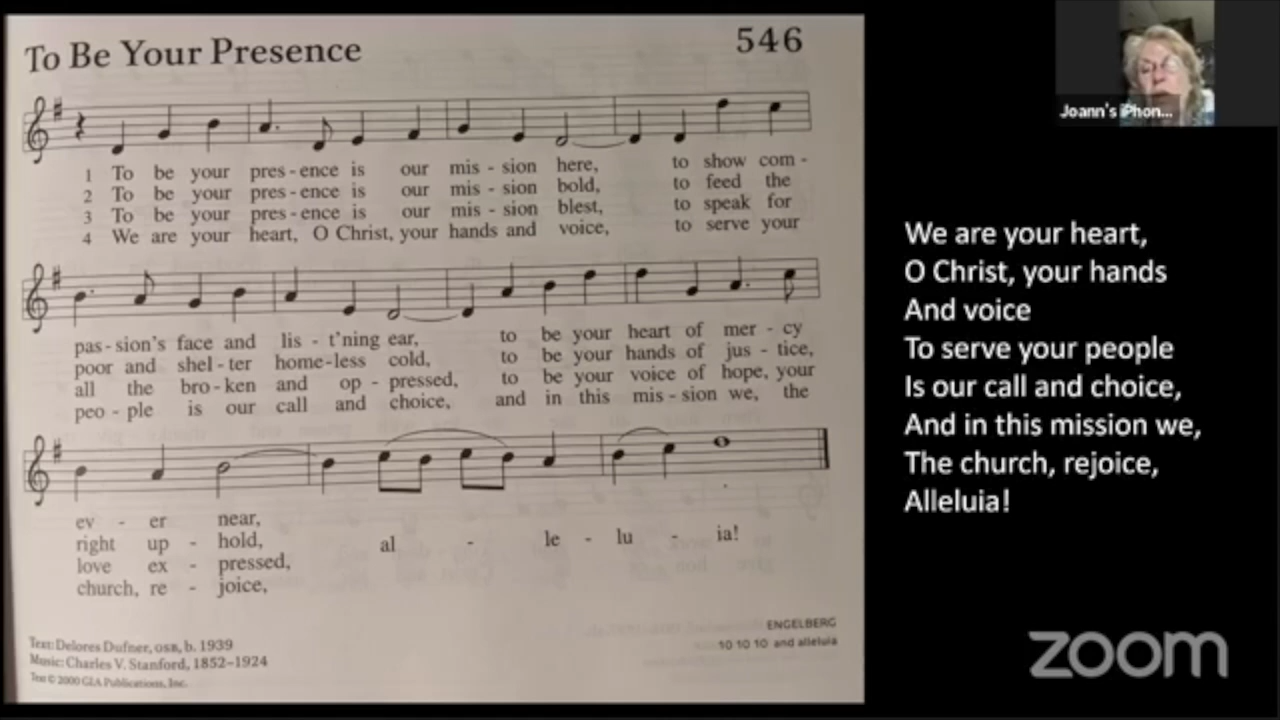 To Be Your Presence
546
1 To be your pres - ence is our mis - sion here, to show com -
2 To be your pres - ence is our mis - sion bold, to feed the
3 To be your pres - ence is our mis - sion blest, to speak for
4 We are your heart, O Christ, your hands and voice, to serve your
pas - sion's face and lis - t'ning ear, to be your heart of mer - cy
poor and shel - ter home - less cold, to be your hands of jus - tice,
all the bro - ken and op - pressed, to be your voice of hope, your
peo - ple is our call and choice, and in this mis - sion we, the
ev - er near,
right up - hold, al - le - lu - ia!
love ex - pressed,
church, re - joice,
Text: Delores Dufner, OSB, b. 1939
Music: Charles V. Stanford, 1852–1924
Text © 2000 GIA Publications, Inc.
ENGELBERG
10 10 10 and alleluia
Joann's iPhon...
We are your heart,
O Christ, your hands
And voice
To serve your people
Is our call and choice,
And in this mission we,
The church, rejoice,
Alleluia!
zoom